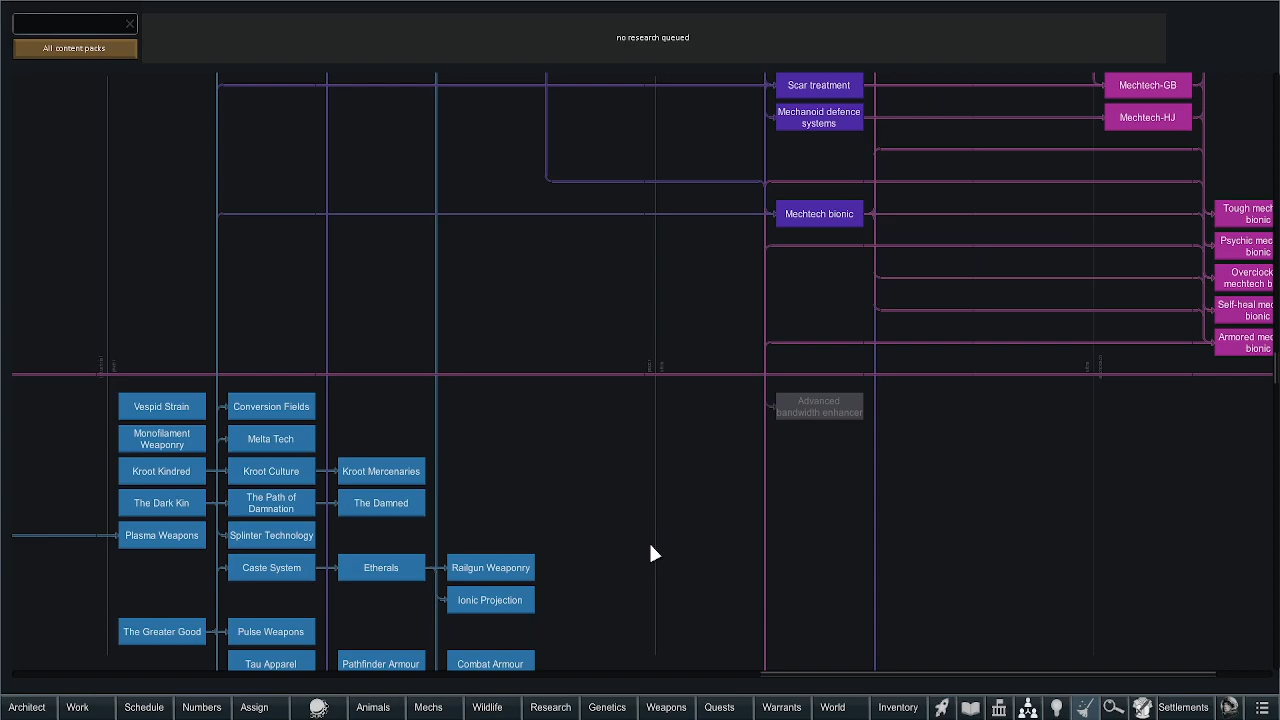 All content packs
no research queued
Scar treatment
Mechtech-GB
Mechanoid defence
systems
Mechtech-HJ
Mechtech bionic
Tough mech
bionic
Psychic mec
bionic
Overclock
mechtech b
Self-heal mec
bionic
Armored mec
bionic
Vespid Strain
Conversion Fields
Advanced
bandwidth enhancer
Monofilament
Weaponry
Melta Tech
Kroot Kindred
Kroot Culture
Kroot Mercenaries
The Dark Kin
The Path of
Damnation
The Damned
Plasma Weapons
Splinter Technology
Caste System
Etherals
Railgun Weaponry
Ionic Projection
The Greater Good
Pulse Weapons
Tau Apparel
Pathfinder Armour
Combat Armour
Architect
Work
Schedule
Numbers
Assign
Animals
Mechs
Wildlife
Research
Genetics
Weapons
Quests
Warrants
World
Inventory
Settlements